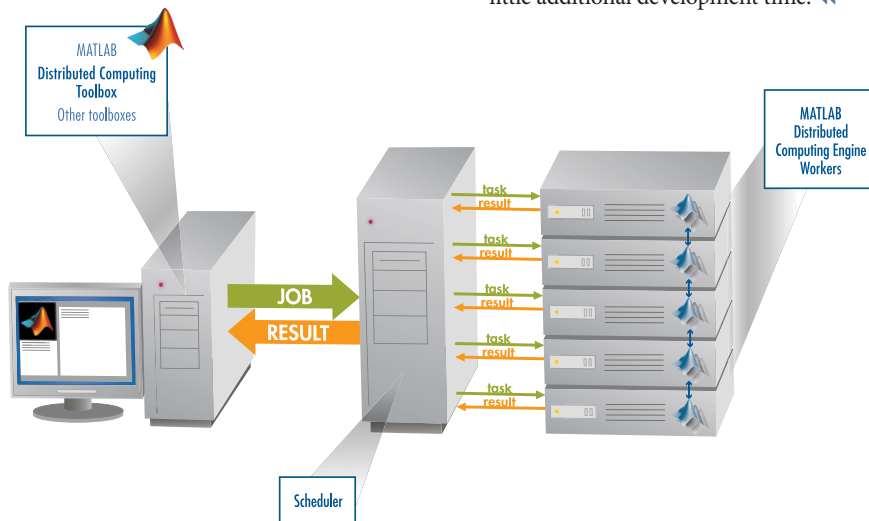 little additional development time.
MATLAB
Distributed Computing
Toolbox
Other toolboxes
MATLAB
Distributed
Computing Engine
Workers
task
result
task
result
JOB
task
result
RESULT
task
result
task
result
Scheduler